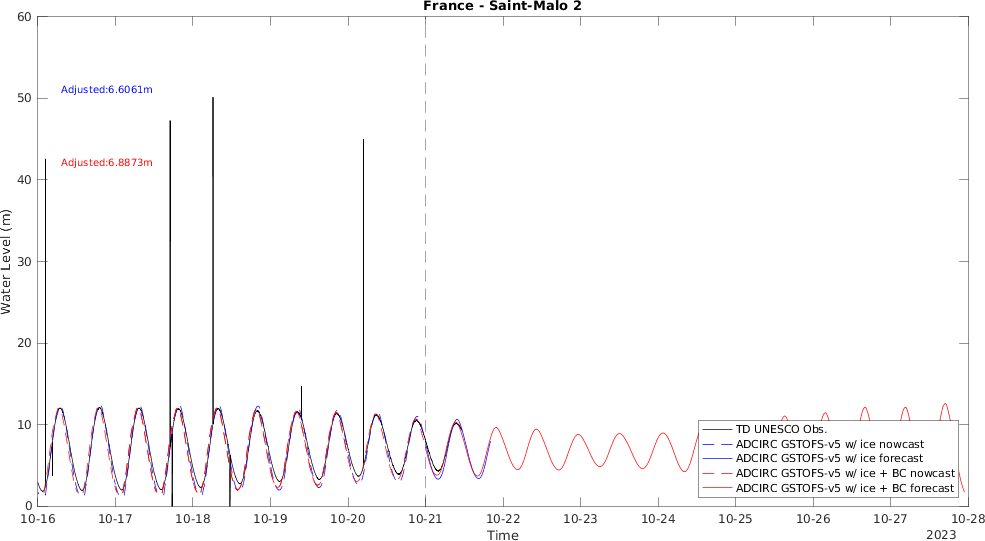 France - Saint-Malo 2
60
50
40
30
20
10
0
Water Level (m)
Adjusted:6.6061m
Adjusted:6.8873m
TD UNESCO Obs.
ADCIRC GSTOFS-v5 w/ ice nowcast
ADCIRC GSTOFS-v5 w/ ice forecast
ADCIRC GSTOFS-v5 w/ ice + BC nowcast
ADCIRC GSTOFS-v5 w/ ice + BC forecast
10-16 10-17 10-18 10-19 10-20 10-21 10-22 10-23 10-24 10-25 10-26 10-27 10-28
Time
2023